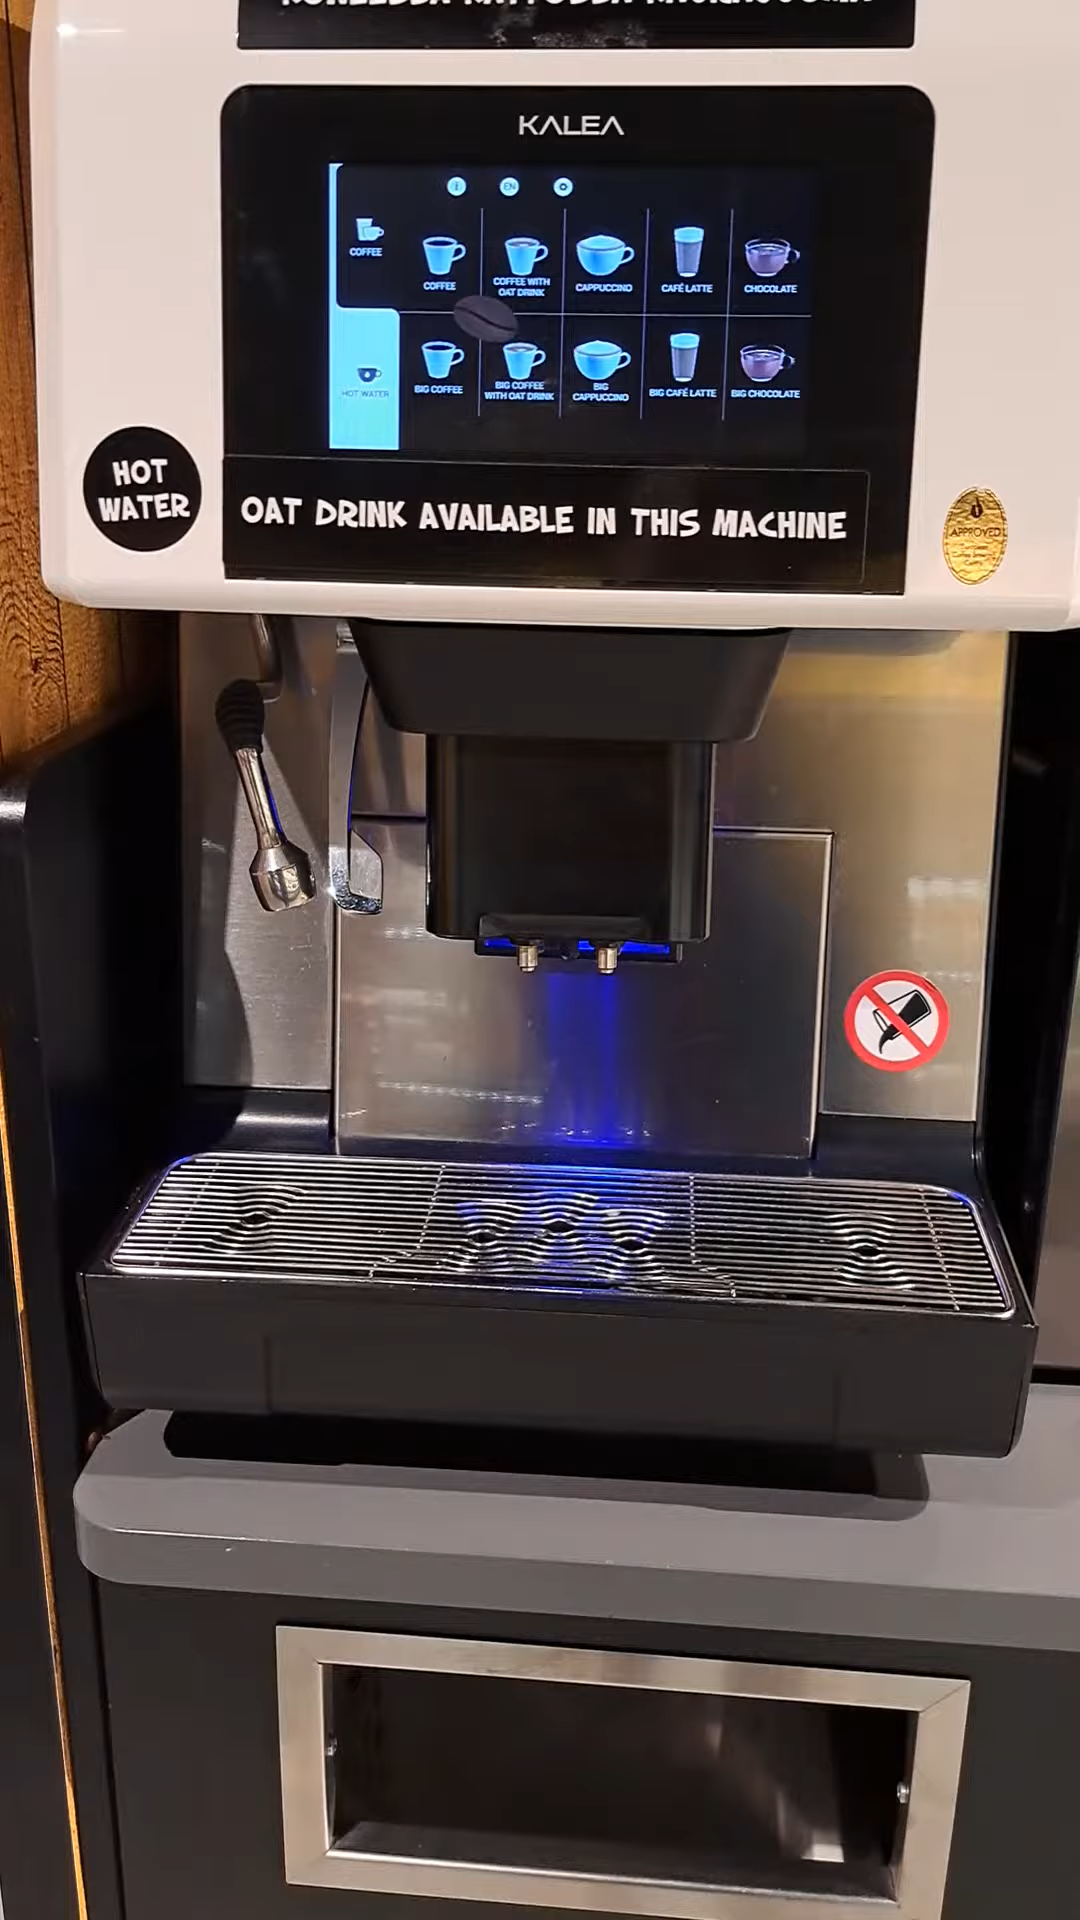 KALEA
EN
COFFEE
COFFEE
COFFEE WITH
OAT DRINK
CAPPUCCINO
CAFÉ LATTE
CHOCOLATE
HOT WATER
BIG COFFEE
BIG COFFEE
WITH OAT DRINK
BIG
CAPPUCCINO
BIG CAFÉ LATTE
BIG CHOCOLATE
HOT
WATER
OAT DRINK AVAILABLE IN THIS MACHINE
APPROVED